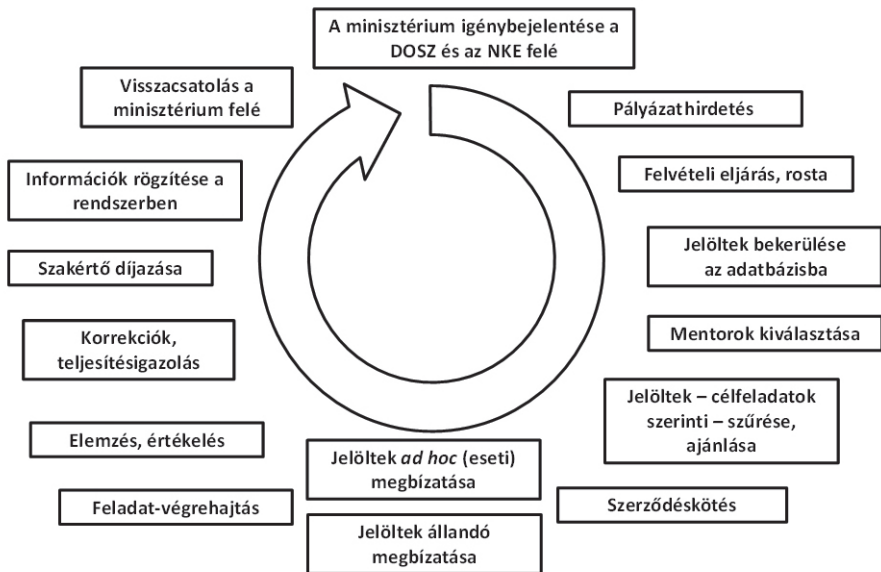 A minisztérium igénybejelentése a
DOSZ és az NKE felé
Pályázathirdetés
Felvételi eljárás, rosta
Jelöltek bekerülése
az adatbázisba
Mentorok kiválasztása
Jelöltek – célfeladatok
szerinti – szűrése,
ajánlása
Szerződéskötés
Jelöltek ad hoc (eseti)
megbízatása
Jelöltek állandó
megbízatása
Feladat-végrehajtás
Elemzés, értékelés
Korrekciók,
teljesítésigazolás
Szakértő díjazása
Információk rögzítése a
rendszerben
Visszacsatolás a
minisztérium felé